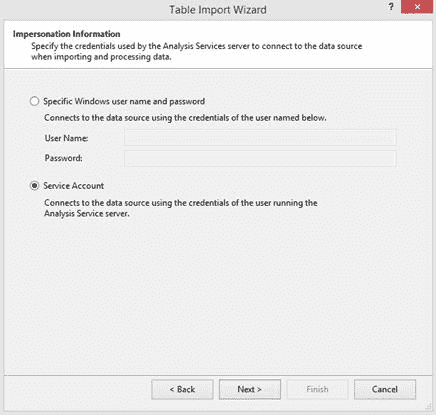 Table Import Wizard
?
Impersonation Information
Specify the credentials used by the Analysis Services server to connect to the data source
when importing and processing data.
Specific Windows user name and password
Connects to the data source using the credentials of the user named below.
User Name:
Password:
Service Account
Connects to the data source using the credentials of the user running the
Analysis Service server.
< Back Next > Finish Cancel